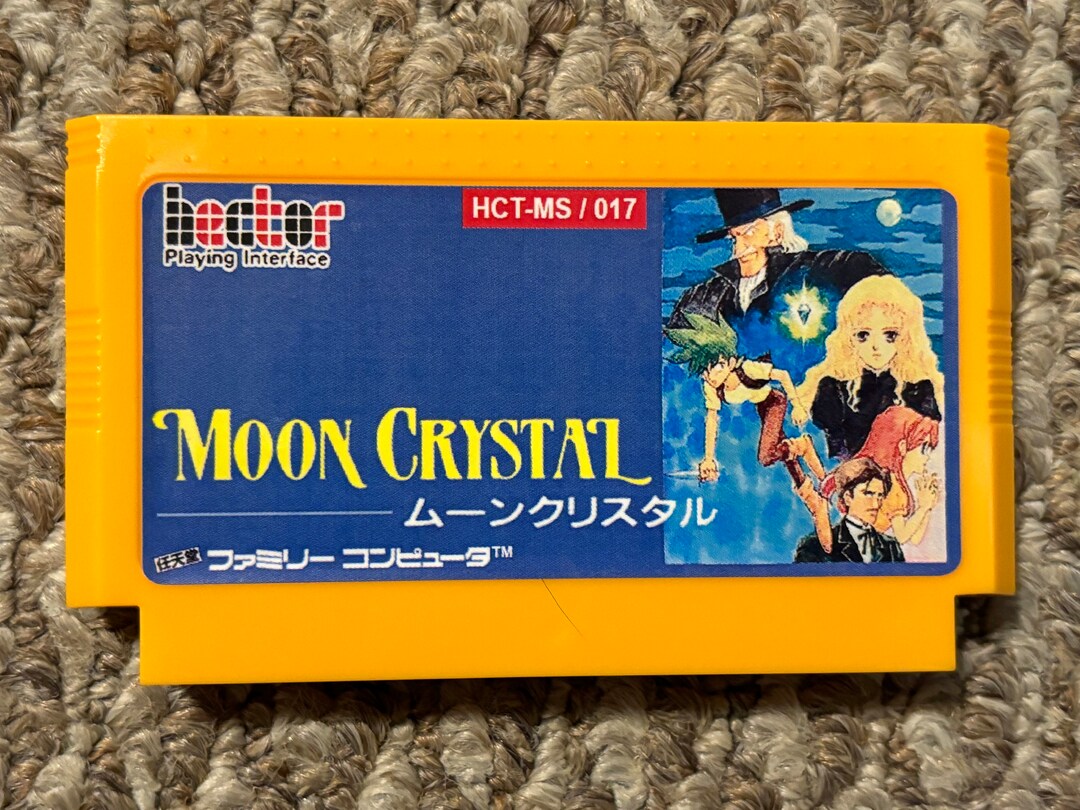 hector
Playing Interface
HCT-MS / 017
MOON CRYSTAL
ムーンクリスタル
任天堂 ファミリー コンピュータ™